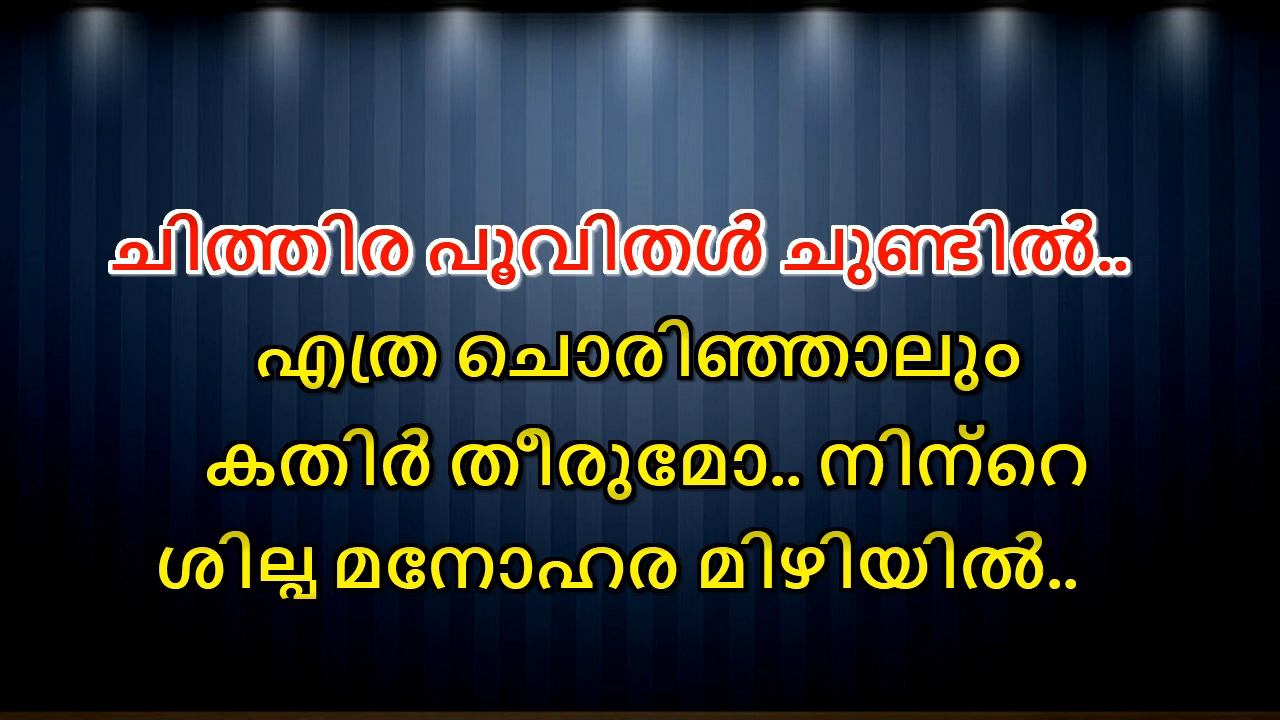 ചിത്തിര പൂവിതൾ ചുണ്ടിൽ..
എത്ര ചൊരിഞ്ഞാലും
കതിർ തീരുമോ.. നിന്റെ
ശില്പ മനോഹര മിഴിയിൽ..